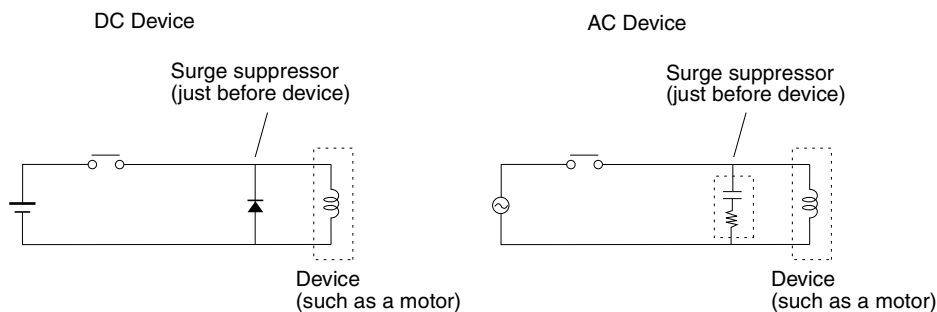 DC Device
Surge suppressor
(just before device)
Device
(such as a motor)
AC Device
Surge suppressor
(just before device)
Device
(such as a motor)